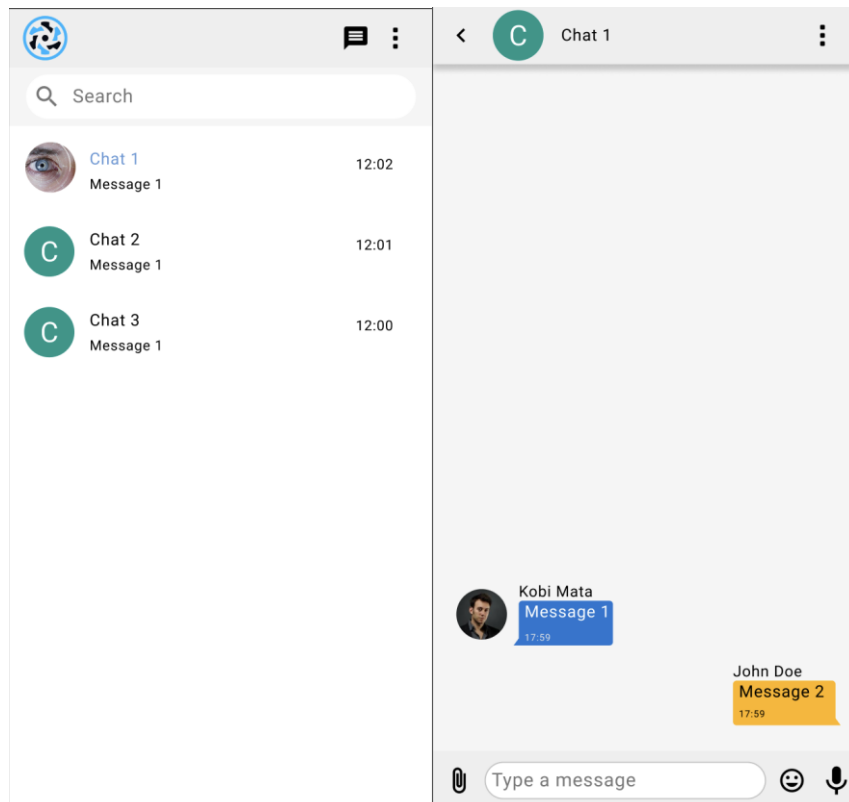 Search
Chat 1
12:02
Message 1
C
Chat 2
12:01
Message 1
C
Chat 3
12:00
Message 1
C
Chat 1
Kobi Mata
Message 1
17:59
John Doe
Message 2
17:59
Type a message